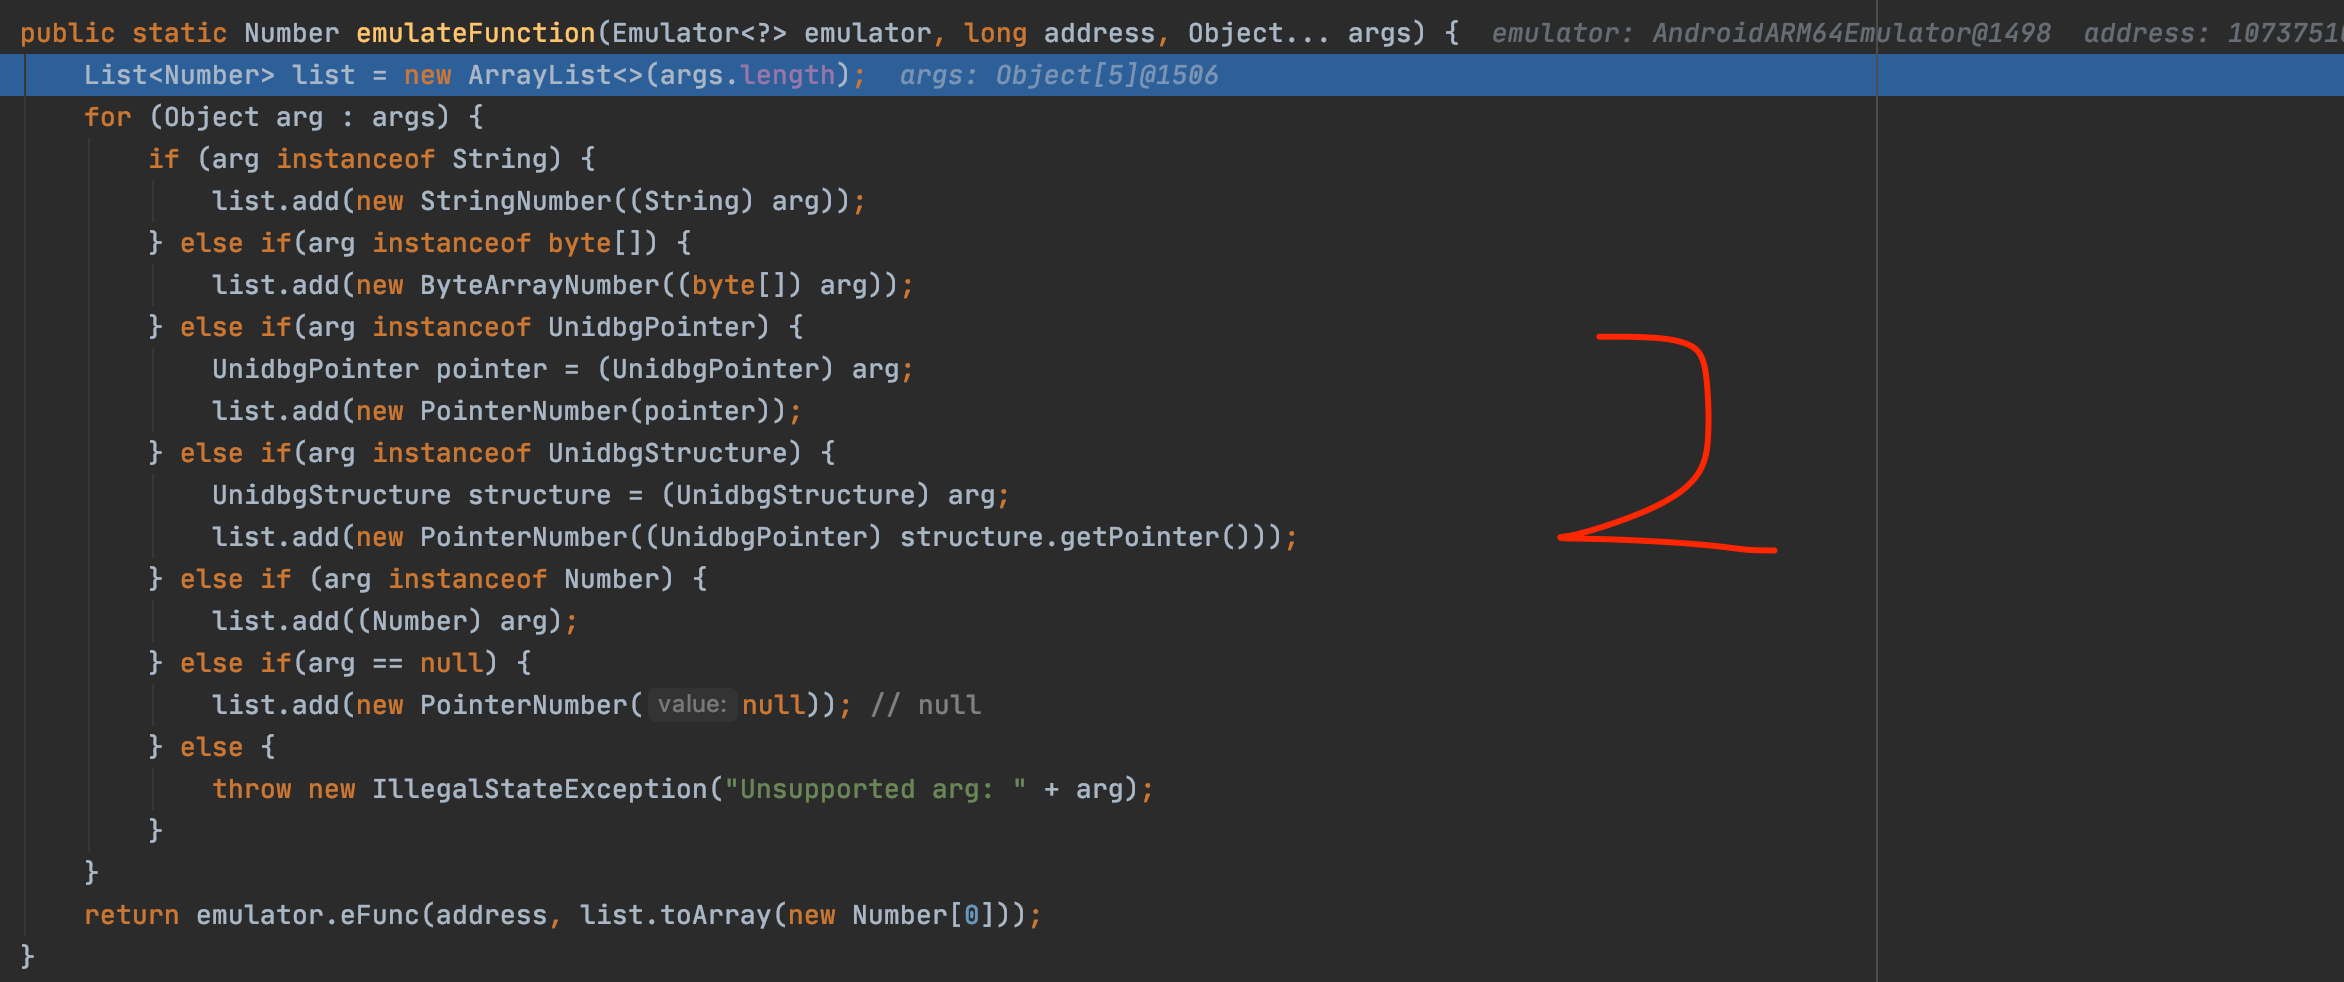 public static Number emulateFunction(Emulator<?> emulator, long address, Object... args) {  emulator: AndroidARM64Emulator@1498  address: 1073751
    List<Number> list = new ArrayList<>(args.length);  args: Object[5]@1506
    for (Object arg : args) {
        if (arg instanceof String) {
            list.add(new StringNumber((String) arg));
        } else if(arg instanceof byte[]) {
            list.add(new ByteArrayNumber((byte[]) arg));
        } else if(arg instanceof UnidbgPointer) {
            UnidbgPointer pointer = (UnidbgPointer) arg;
            list.add(new PointerNumber(pointer));
        } else if(arg instanceof UnidbgStructure) {
            UnidbgStructure structure = (UnidbgStructure) arg;
            list.add(new PointerNumber((UnidbgPointer) structure.getPointer()));
        } else if (arg instanceof Number) {
            list.add((Number) arg);
        } else if(arg == null) {
            list.add(new PointerNumber( value: null)); // null
        } else {
            throw new IllegalStateException("Unsupported arg: " + arg);
        }
    }
    return emulator.eFunc(address, list.toArray(new Number[0]));
}
2